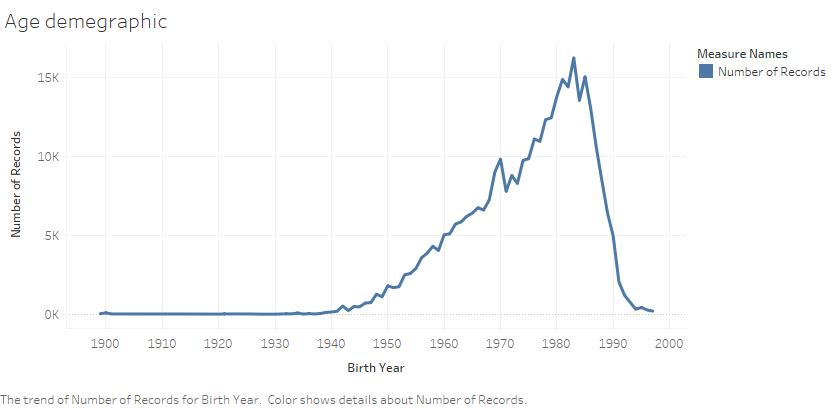 Age demegraphic
Measure Names
Number of Records
15K
10K
5K
0K
Number of Records
1900 1910 1920 1930 1940 1950 1960 1970 1980 1990 2000
Birth Year
The trend of Number of Records for Birth Year. Color shows details about Number of Records.